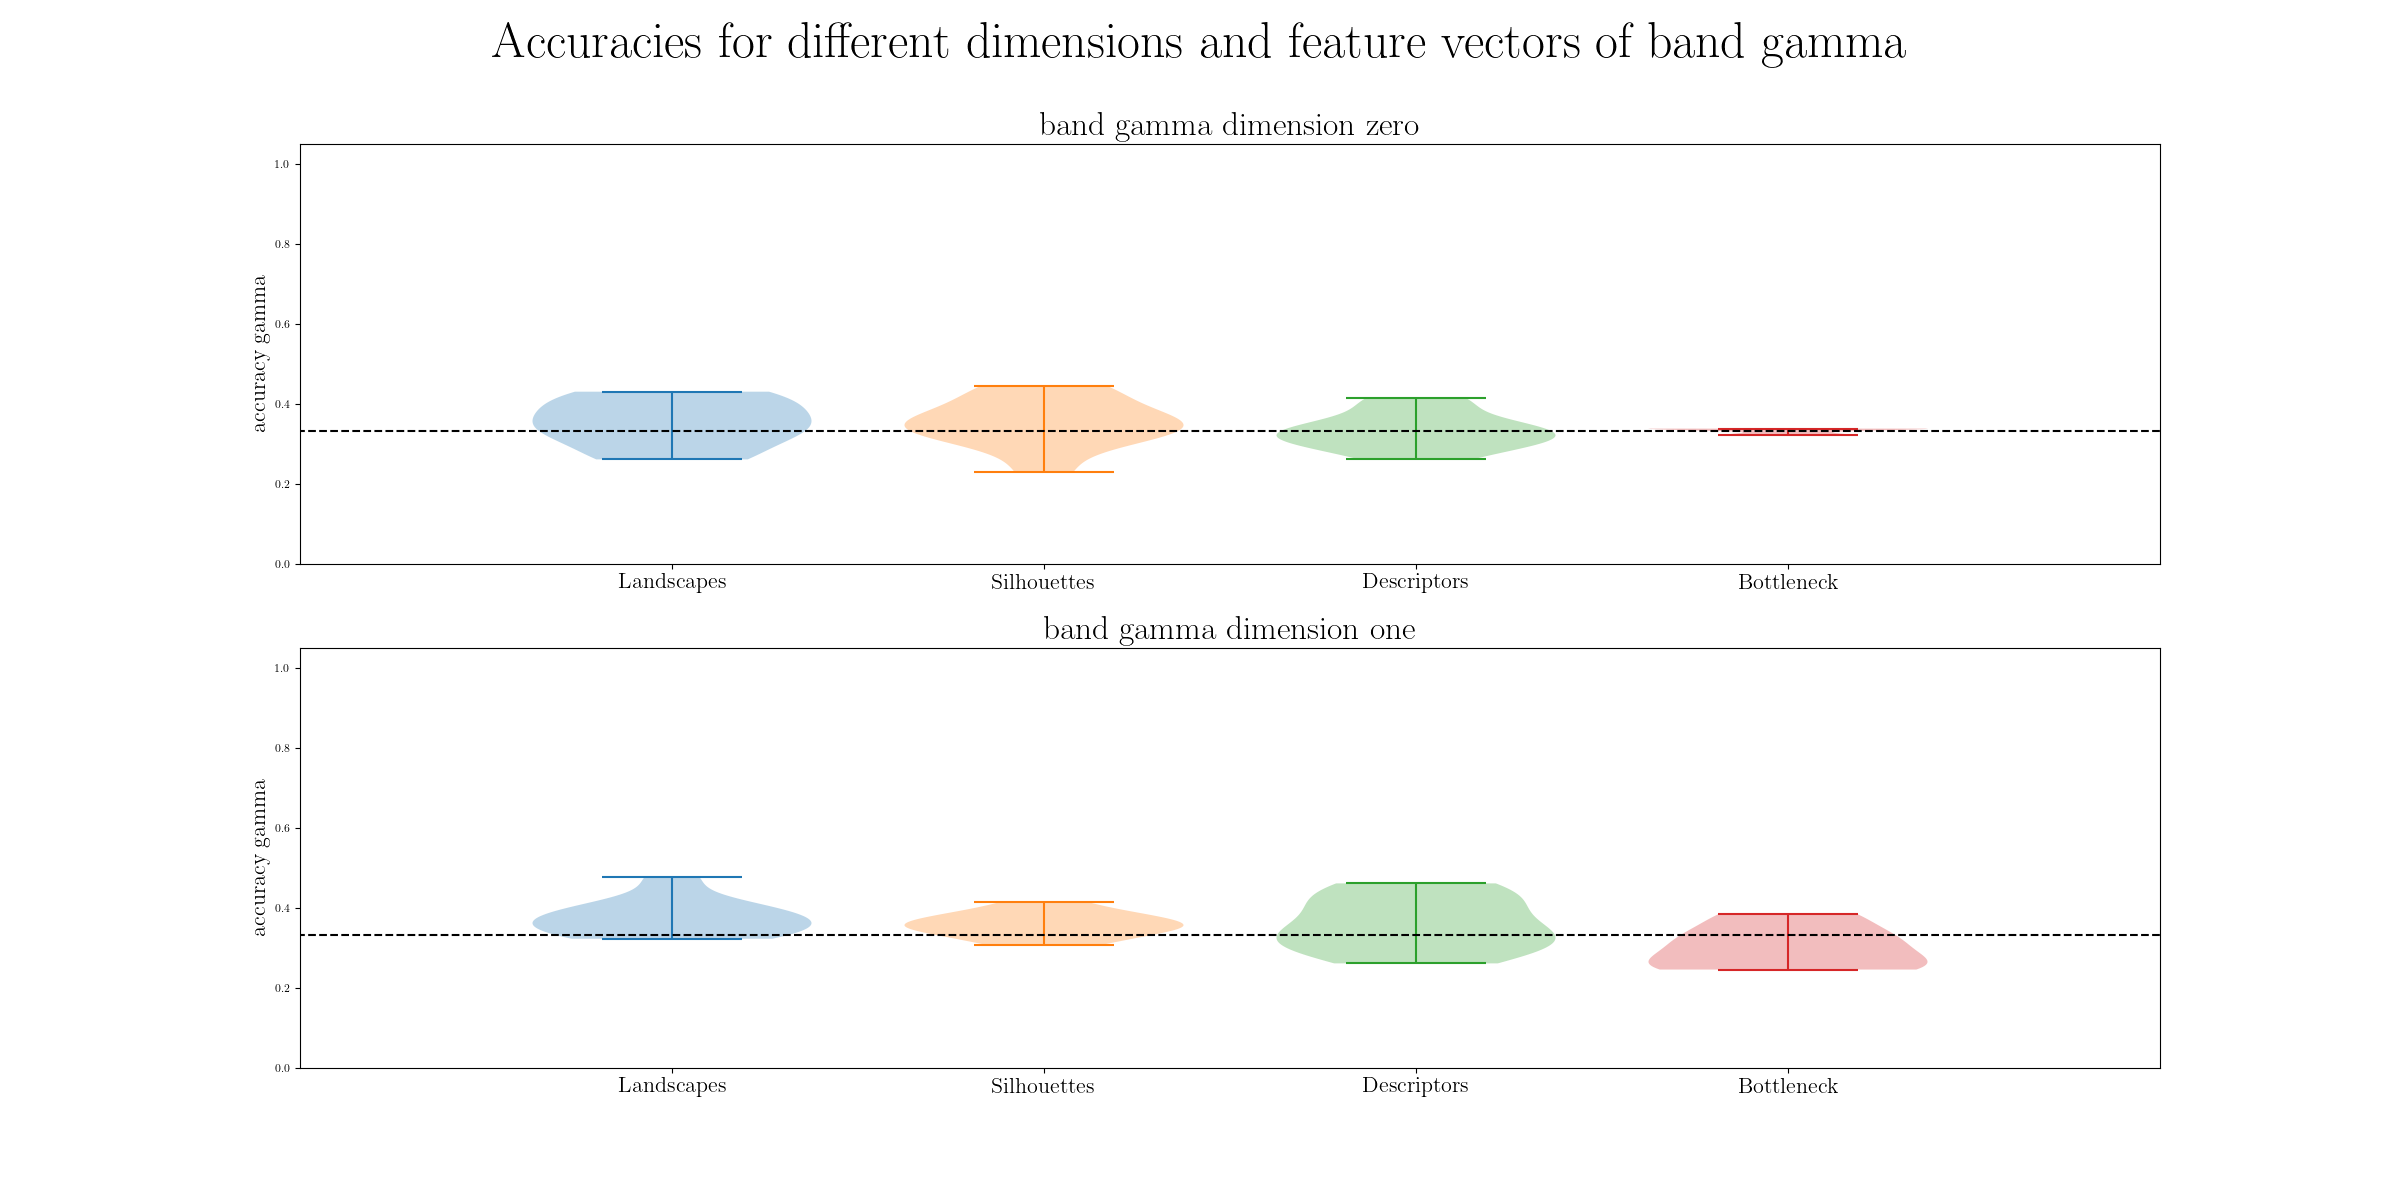 Accuracies for different dimensions and feature vectors of band gamma
band gamma dimension zero
1.0
0.8
0.6
0.4
0.2
0.0
accuracy gamma
Landscapes Silhouettes Descriptors Bottleneck
band gamma dimension one
1.0
0.8
0.6
0.4
0.2
0.0
accuracy gamma
Landscapes Silhouettes Descriptors Bottleneck